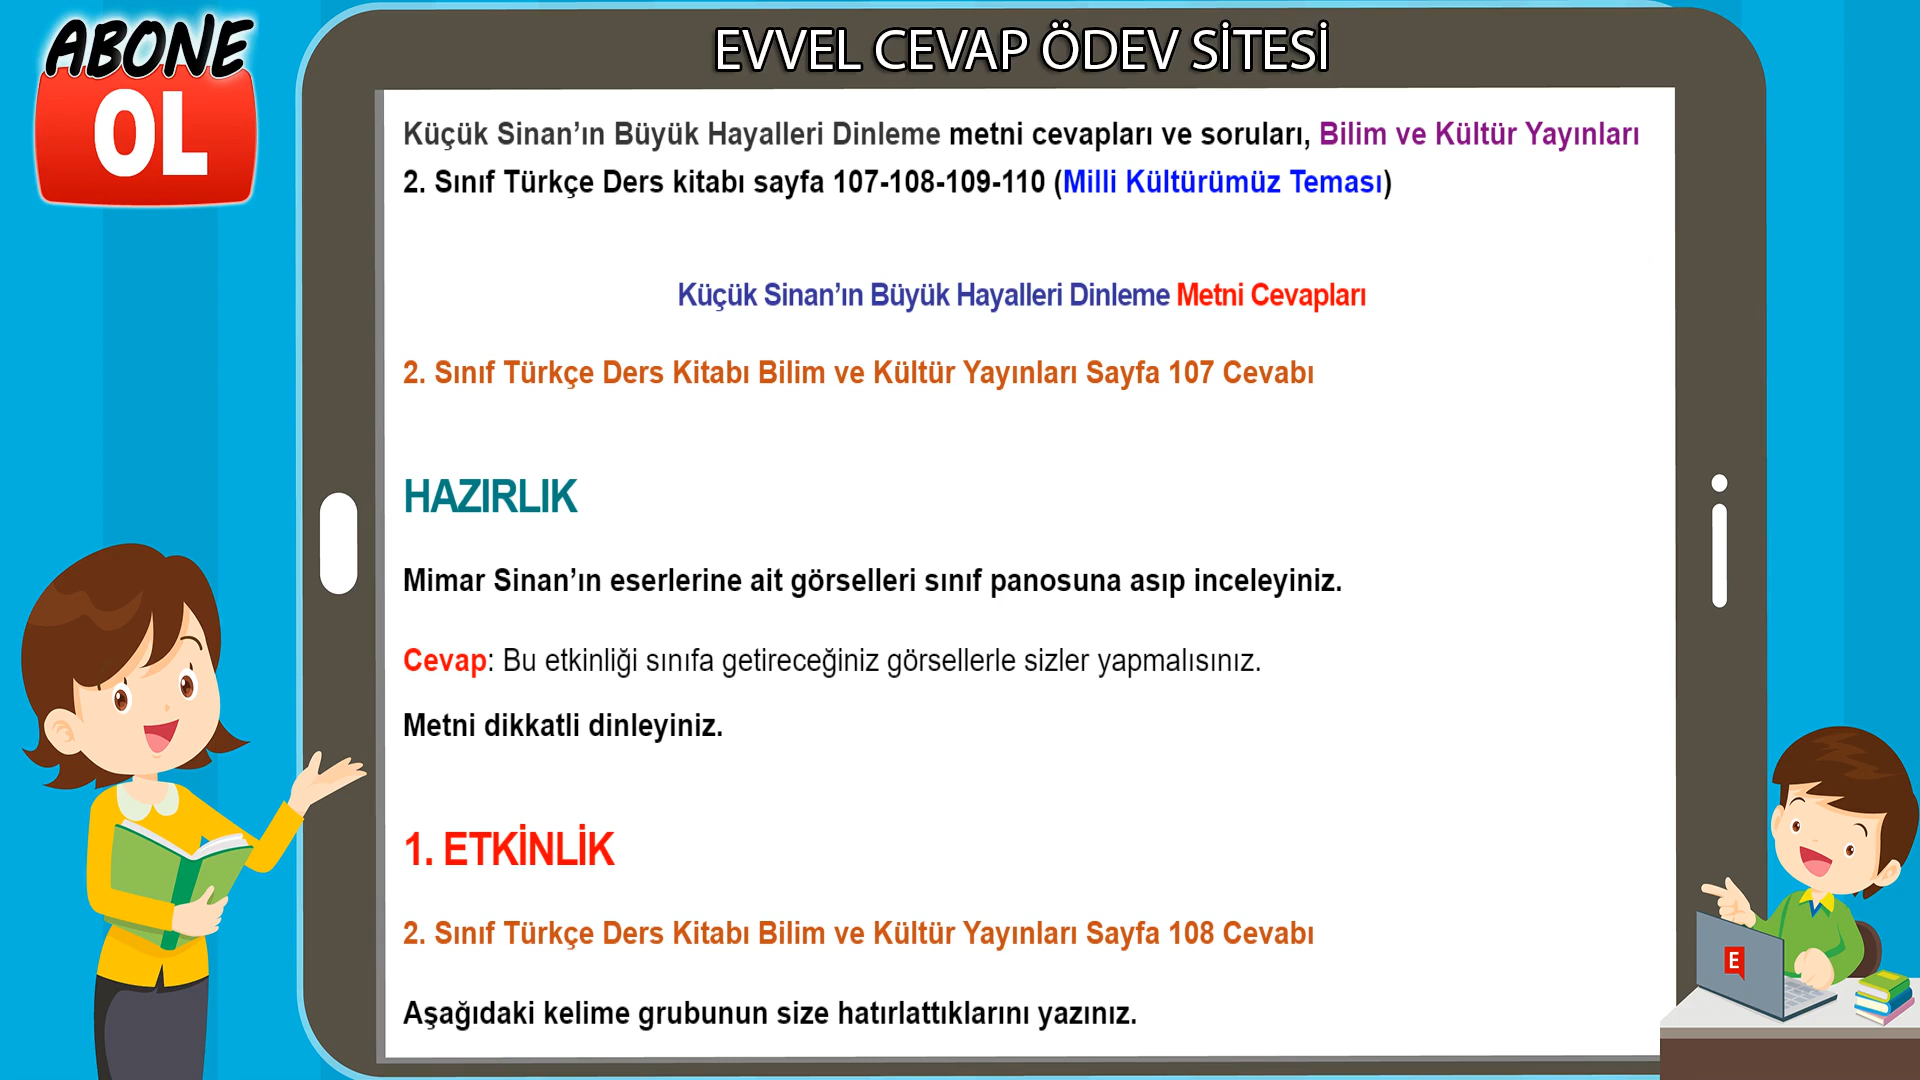 ABONE
OL
EVVEL CEVAP ÖDEV SİTESİ
Küçük Sinan’ın Büyük Hayalleri Dinleme metni cevapları ve soruları, Bilim ve Kültür Yayınları
2. Sınıf Türkçe Ders kitabı sayfa 107-108-109-110 (Milli Kültürümüz Teması)
Küçük Sinan’ın Büyük Hayalleri Dinleme Metni Cevapları
2. Sınıf Türkçe Ders Kitabı Bilim ve Kültür Yayınları Sayfa 107 Cevabı
HAZIRLIK
Mimar Sinan’ın eserlerine ait görselleri sınıf panosuna asıp inceleyiniz.
Cevap: Bu etkinliği sınıfa getireceğiniz görsellerle sizler yapmalısınız.
Metni dikkatli dinleyiniz.
1. ETKİNLİK
2. Sınıf Türkçe Ders Kitabı Bilim ve Kültür Yayınları Sayfa 108 Cevabı
Aşağıdaki kelime grubunun size hatırlattıklarını yazınız.
E